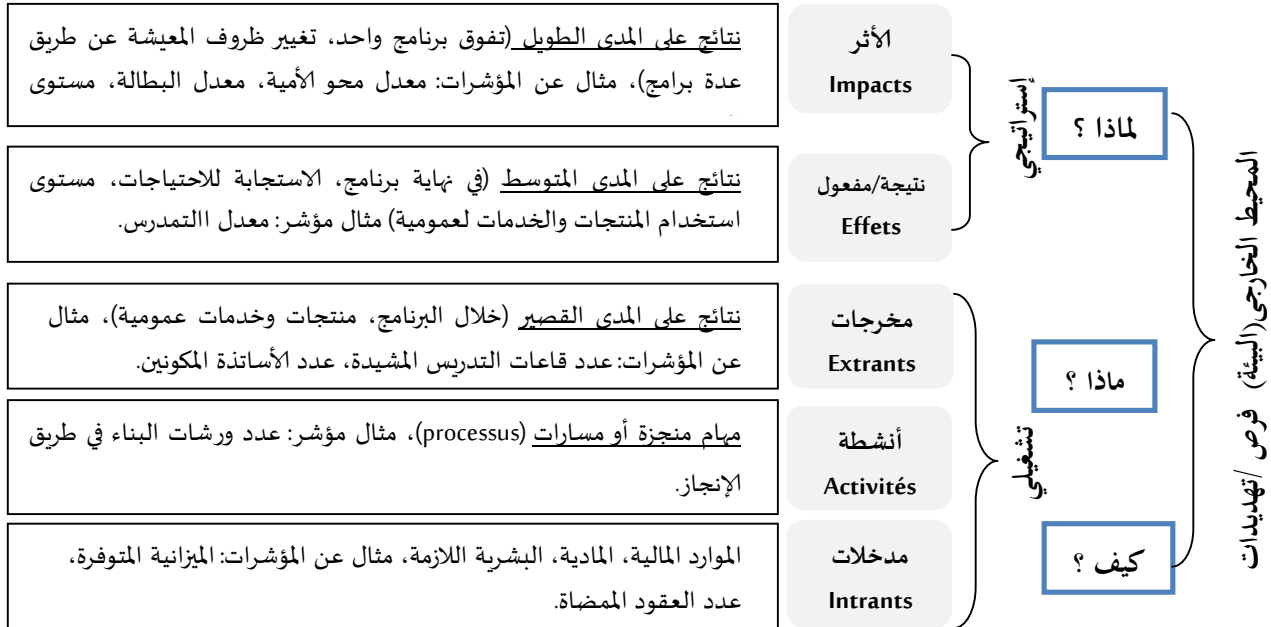 نتائج على المدى الطويل (تفوق برنامج واحد، تغيير ظروف المعيشة عن طريق
عدة برامج)، مثال عن المؤشرات: معدل محو الأمية، معدل البطالة، مستوى
الأثر
Impacts
نتائج على المدى المتوسط (في نهاية برنامج، الاستجابة للاحتياجات، مستوى
استخدام المنتجات والخدمات لعمومية) مثال مؤشر: معدل االتمدرس.
نتيجة/مفعول
Effets
إستراتيجي
لماذا ؟
نتائج على المدى القصير (خلال البرنامج، منتجات وخدمات عمومية)، مثال
عن المؤشرات: عدد قاعات التدريس المشيدة، عدد الأساتذة المكونين.
مخرجات
Extrants
ماذا ؟
مهام منجزة أو مسارات (processus)، مثال مؤشر: عدد ورشات البناء في طريق
الإنجاز.
أنشطة
Activités
تشغيلي
الموارد المالية، المادية، البشرية اللازمة، مثال عن المؤشرات: الميزانية المتوفرة،
عدد العقود الممضاة.
مدخلات
Intrants
كيف ؟
المحيط الخارجي(البيئة) فرص /تهديدات